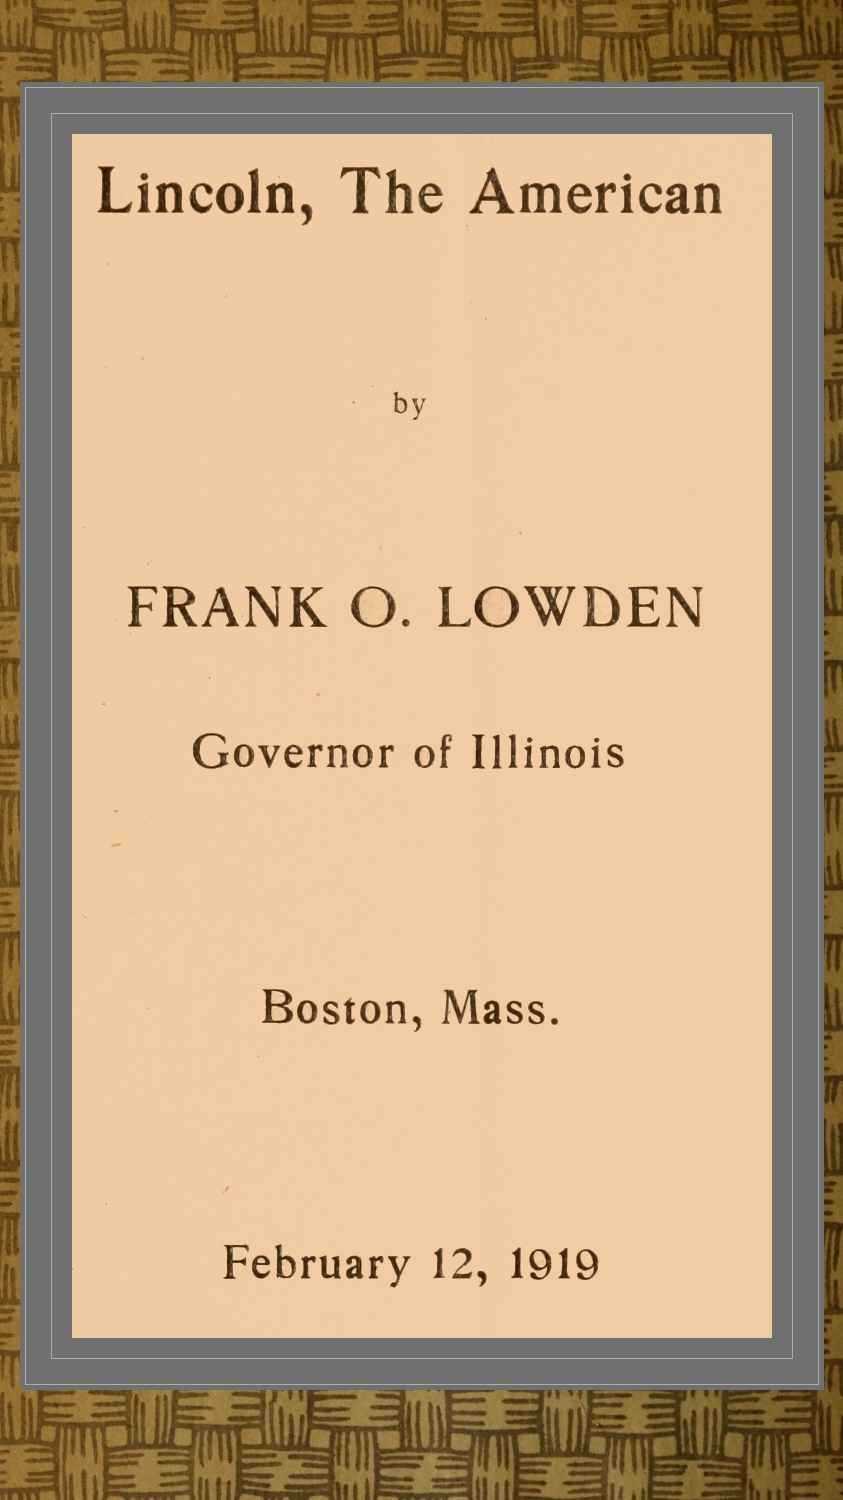 Lincoln, The American
by
FRANK O. LOWDEN
Governor of Illinois
Boston, Mass.
February 12, 1919